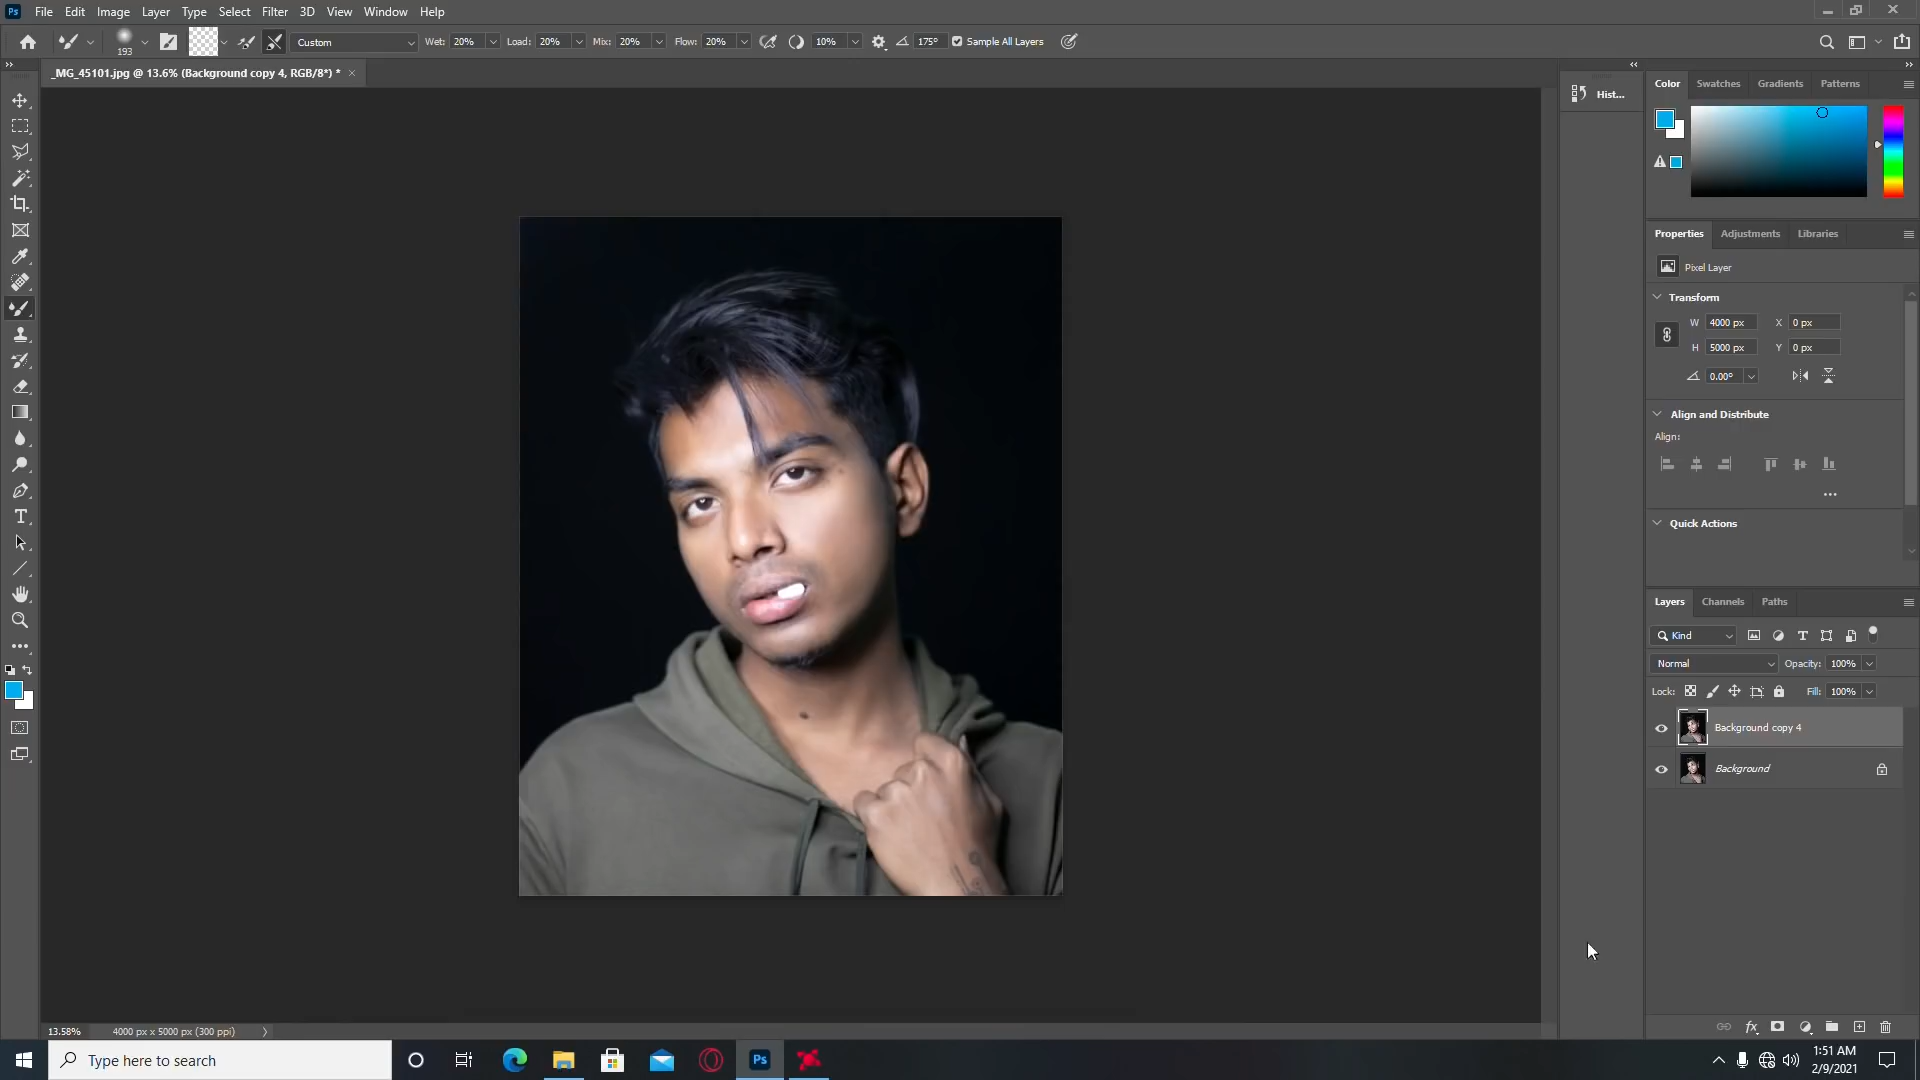 Ps File Edit Image Layer Type Select Filter 3D View Window Help
193 Custom Wet: 20% Load: 20% Mix: 20% Flow: 20% 10% 175° Sample All Layers
_MG_45101.jpg @ 13.6% (Background copy 4, RGB/8*) *
Hist...
Color Swatches Gradients Patterns
Properties Adjustments Libraries
Pixel Layer
Transform
W 4000 px X 0 px
H 5000 px Y 0 px
0.00°
Align and Distribute
Align:
Quick Actions
Layers Channels Paths
Kind
Normal Opacity: 100%
Lock: Fill: 100%
Background copy 4
Background
13.58% 4000 px x 5000 px (300 ppi)
Type here to search
Ps
1:51 AM
2/9/2021